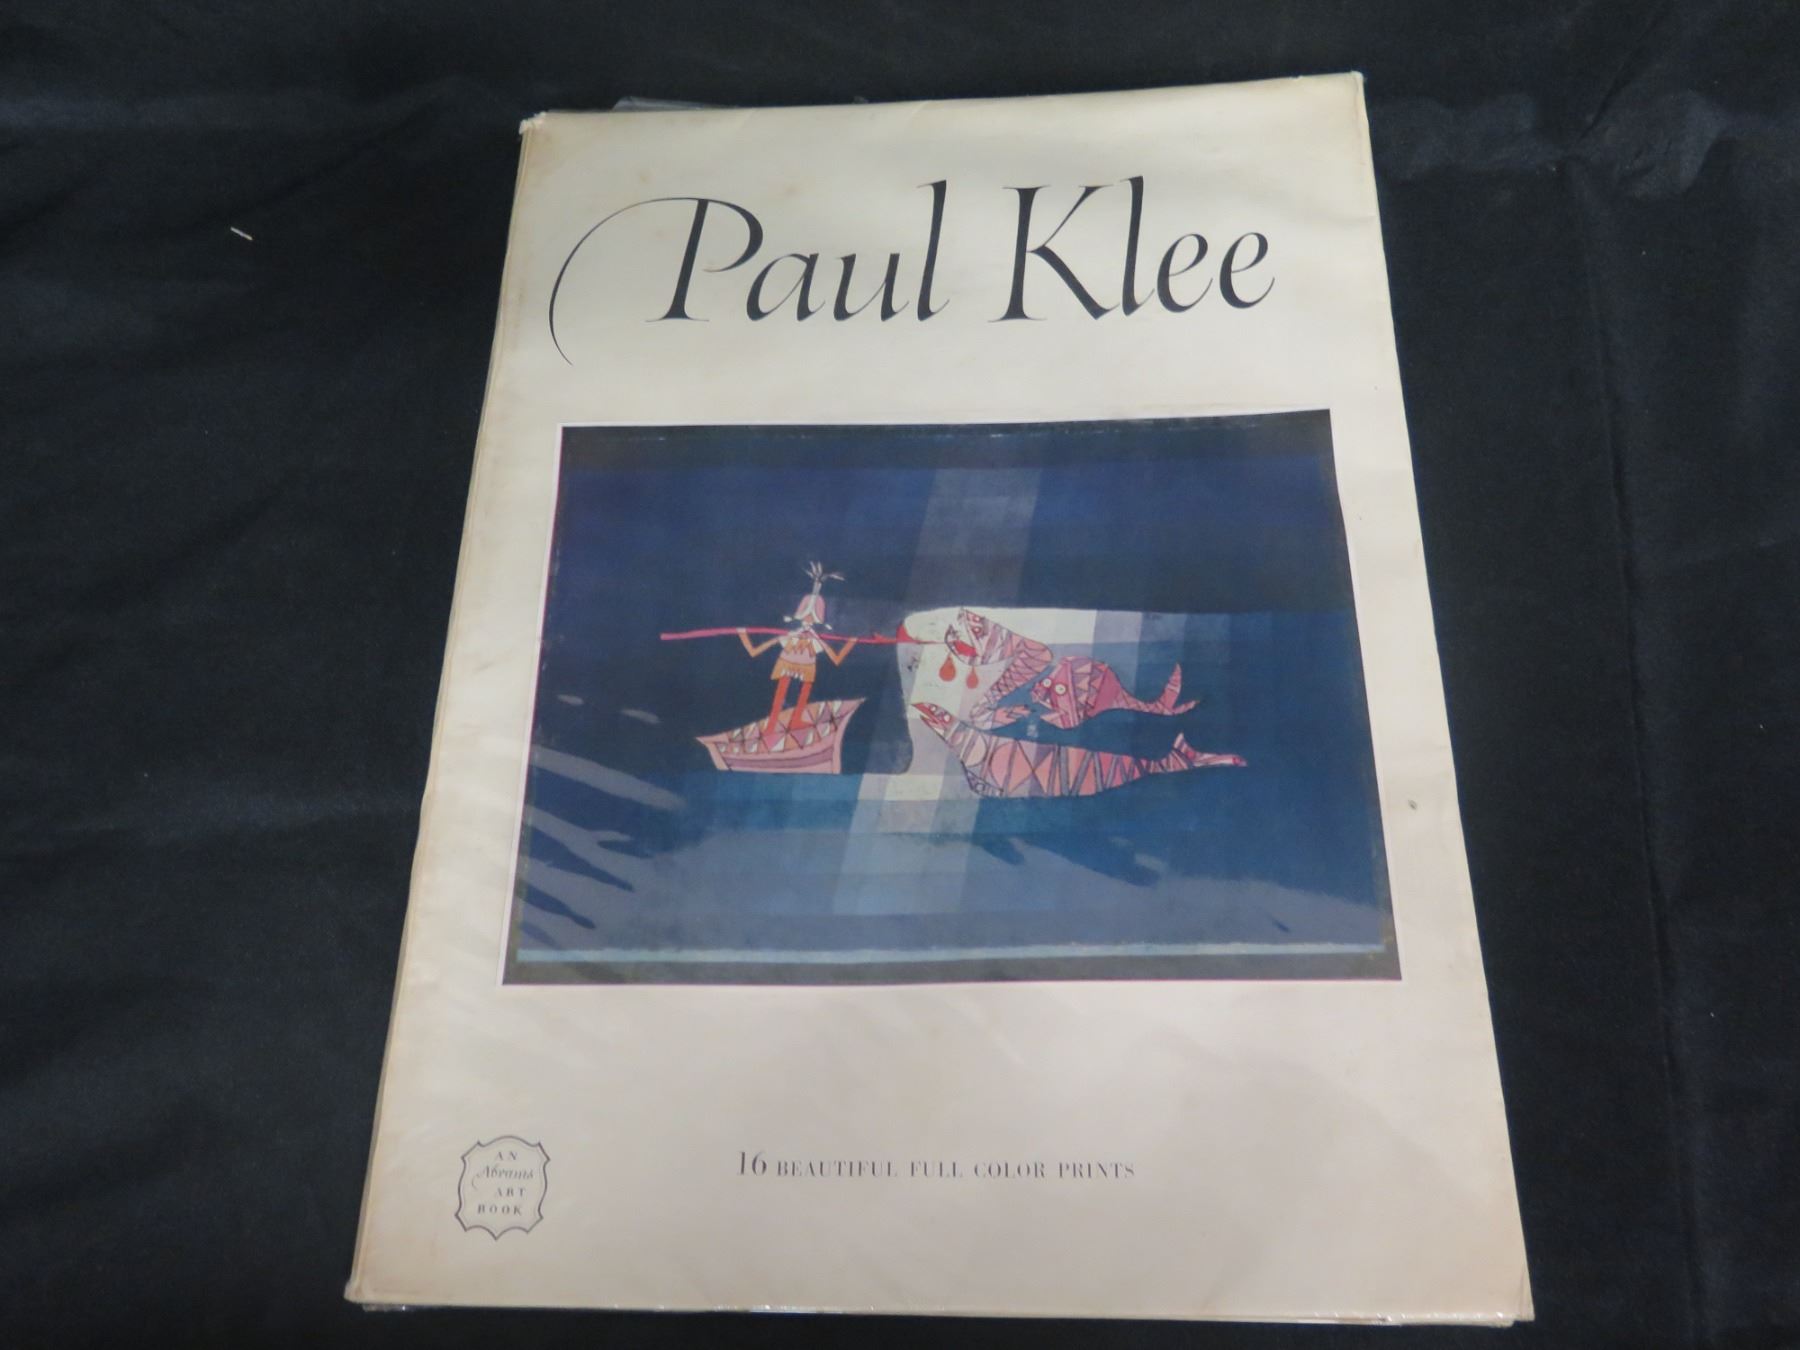 Paul Klee
16 BEAUTIFUL FULL COLOR PRINTS
AN
Abrams
ART
BOOK